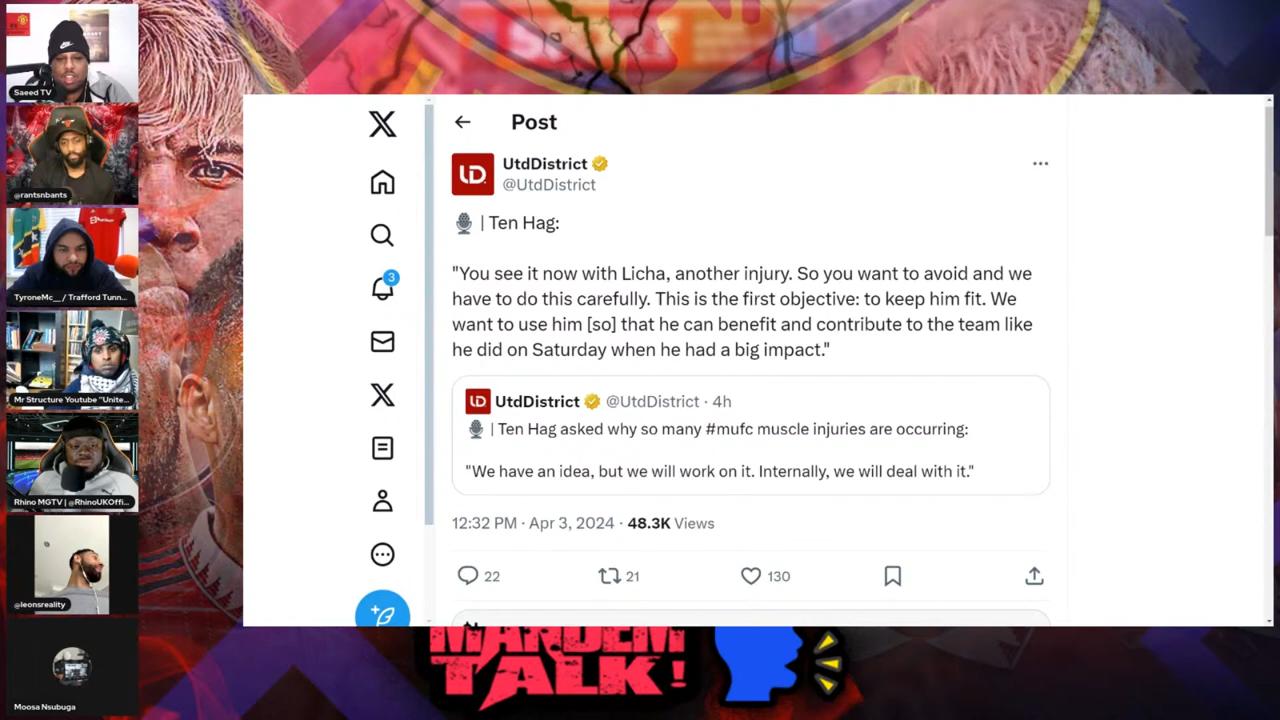 Saeed TV
@rantsnbants
TyroneMc__ / Trafford Tunn...
Mr Structure Youtube "Unite...
Rhino MGTV | @RhinoUKOffi...
@leonsreality
Moosa Nsubuga
Post
UtdDistrict
@UtdDistrict
| Ten Hag:
"You see it now with Licha, another injury. So you want to avoid and we
have to do this carefully. This is the first objective: to keep him fit. We
want to use him [so] that he can benefit and contribute to the team like
he did on Saturday when he had a big impact."
UtdDistrict @UtdDistrict · 4h
| Ten Hag asked why so many #mufc muscle injuries are occurring:
"We have an idea, but we will work on it. Internally, we will deal with it."
12:32 PM · Apr 3, 2024 · 48.3K Views
22 21 130
3
UD
UD
MANDEM
TALK!